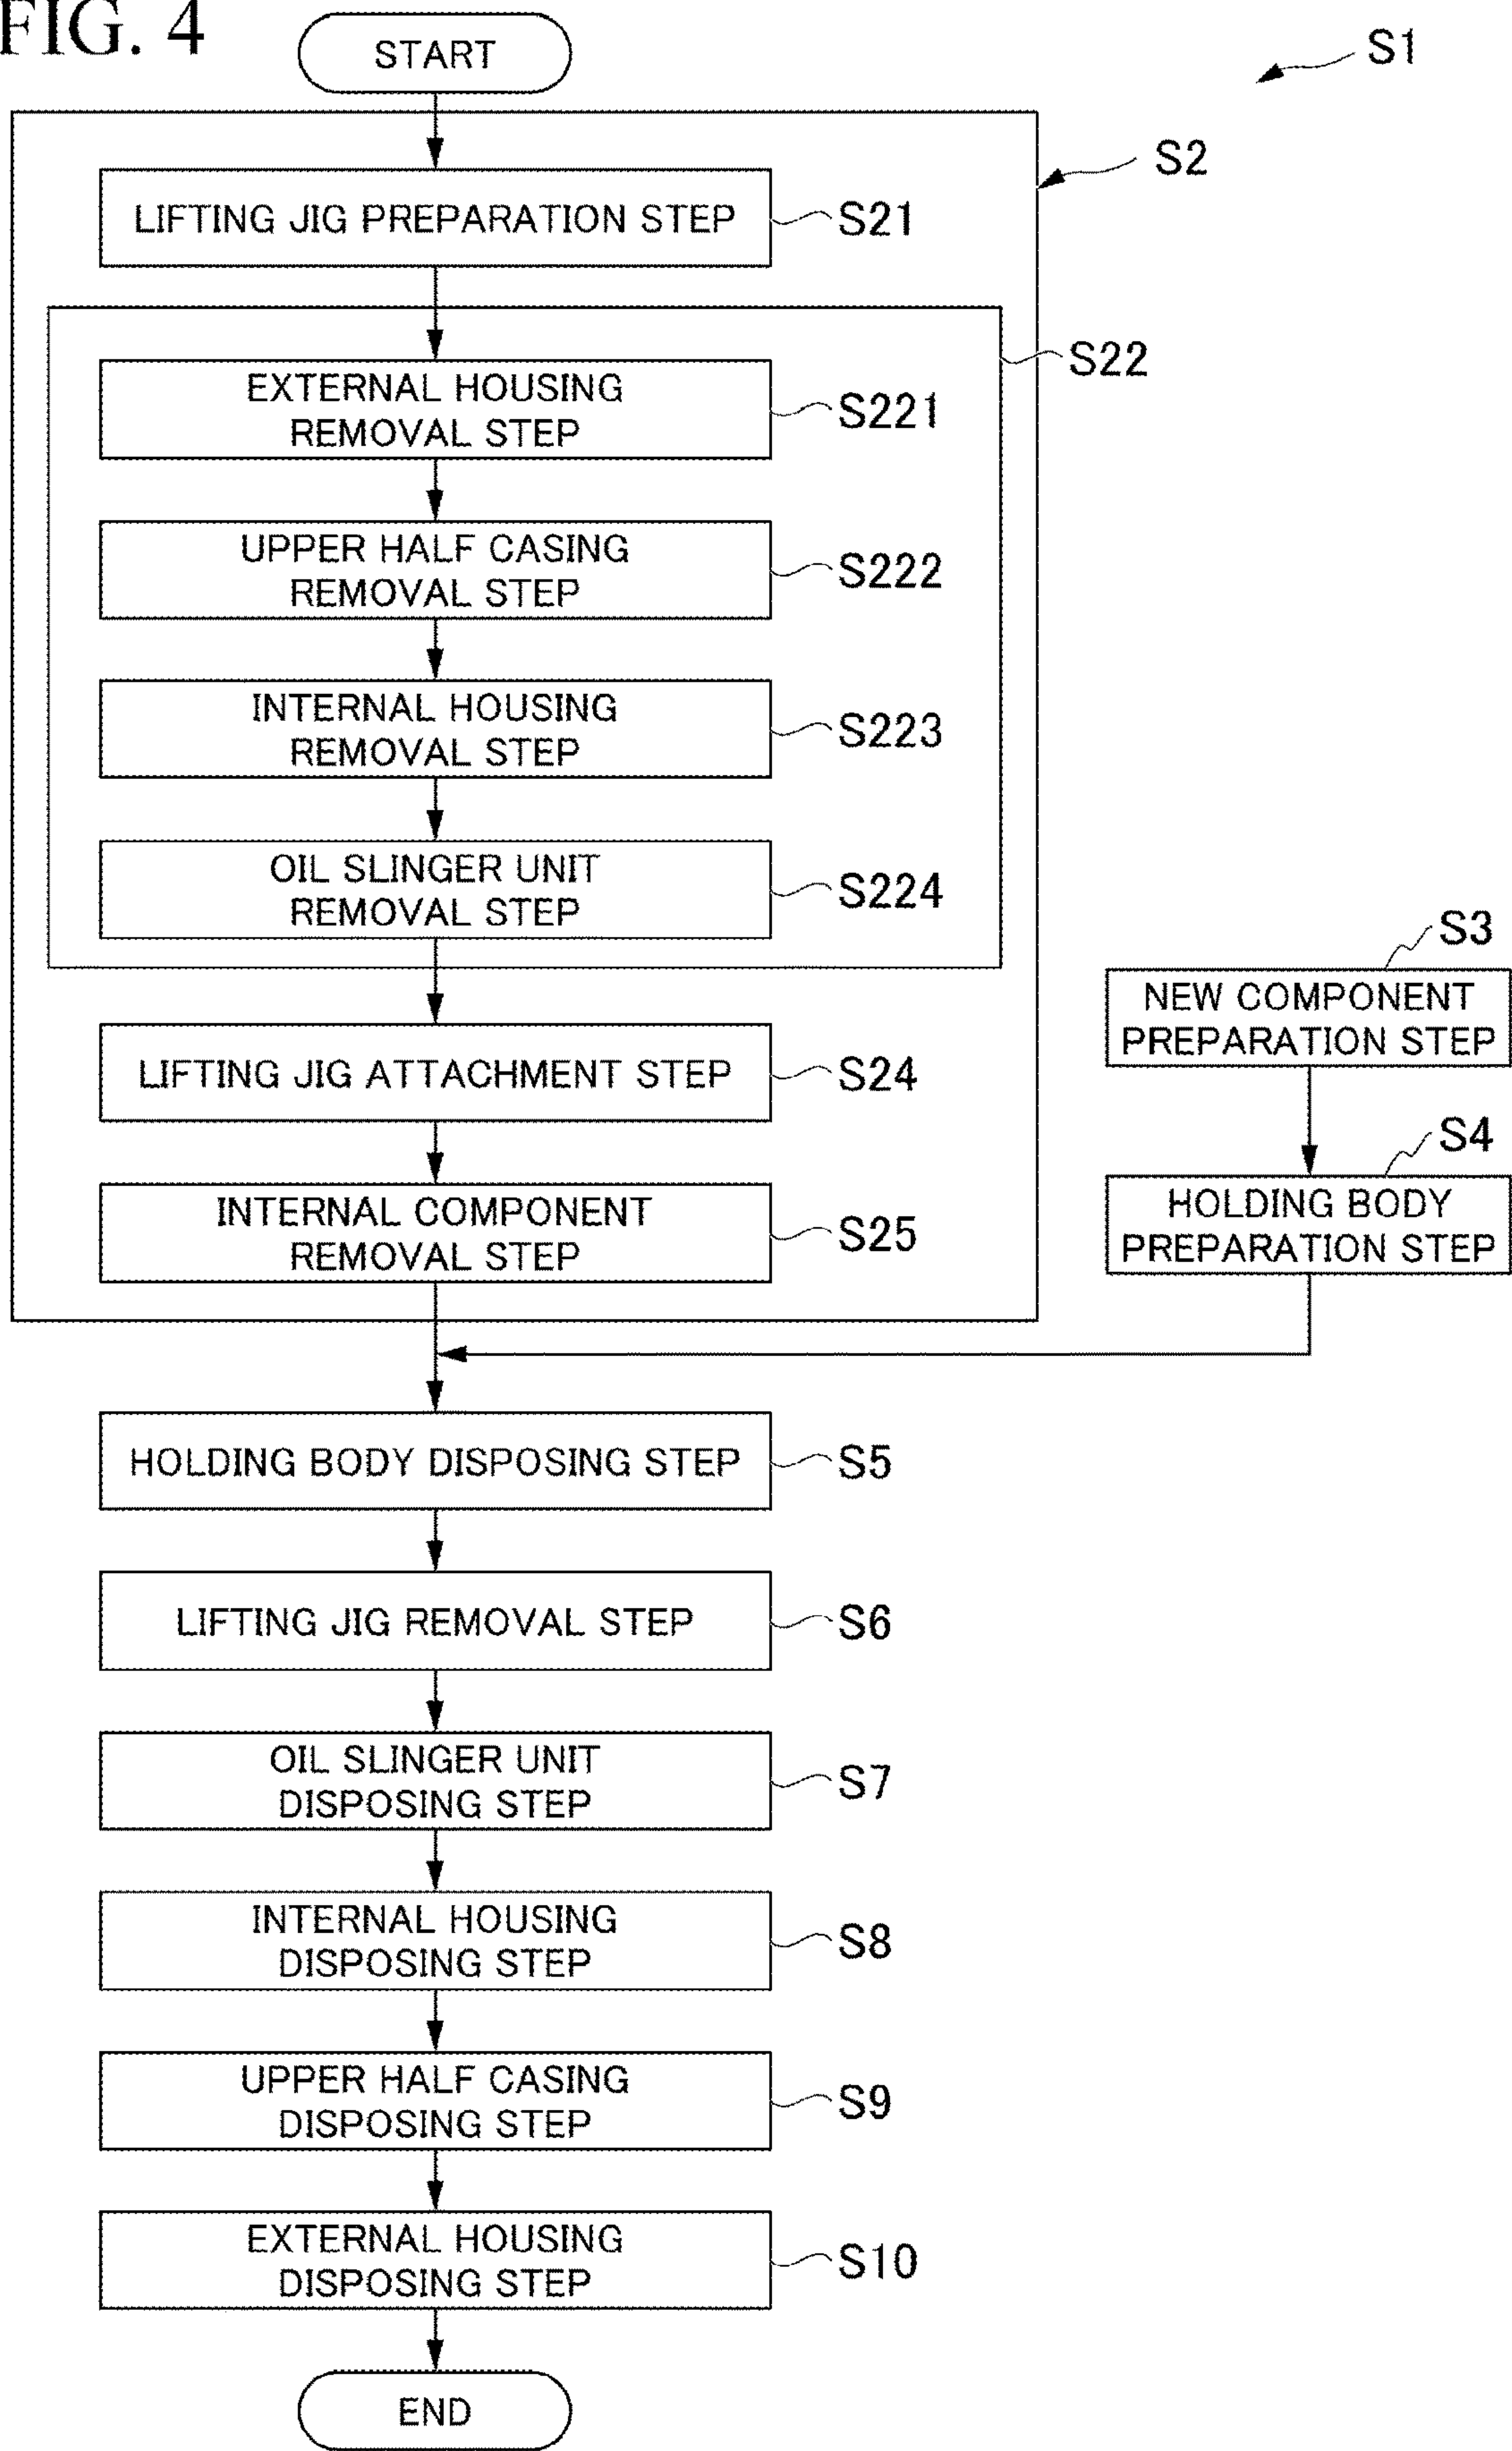 FIG. 4
START
S1
S2
LIFTING JIG PREPARATION STEP
S21
S22
EXTERNAL HOUSING
REMOVAL STEP
S221
UPPER HALF CASING
REMOVAL STEP
S222
INTERNAL HOUSING
REMOVAL STEP
S223
OIL SLINGER UNIT
REMOVAL STEP
S224
S3
NEW COMPONENT
PREPARATION STEP
LIFTING JIG ATTACHMENT STEP
S24
S4
HOLDING BODY
PREPARATION STEP
INTERNAL COMPONENT
REMOVAL STEP
S25
HOLDING BODY DISPOSING STEP
S5
LIFTING JIG REMOVAL STEP
S6
OIL SLINGER UNIT
DISPOSING STEP
S7
INTERNAL HOUSING
DISPOSING STEP
S8
UPPER HALF CASING
DISPOSING STEP
S9
EXTERNAL HOUSING
DISPOSING STEP
S10
END